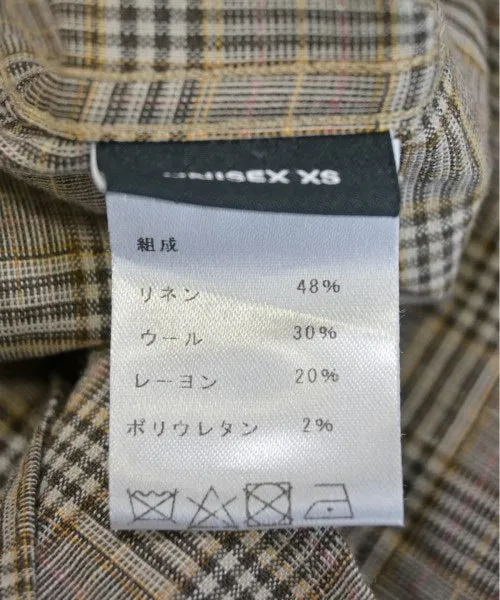 UNISEX XS
組成
リネン 48%
ウール 30%
レーヨン 20%
ポリウレタン 2%